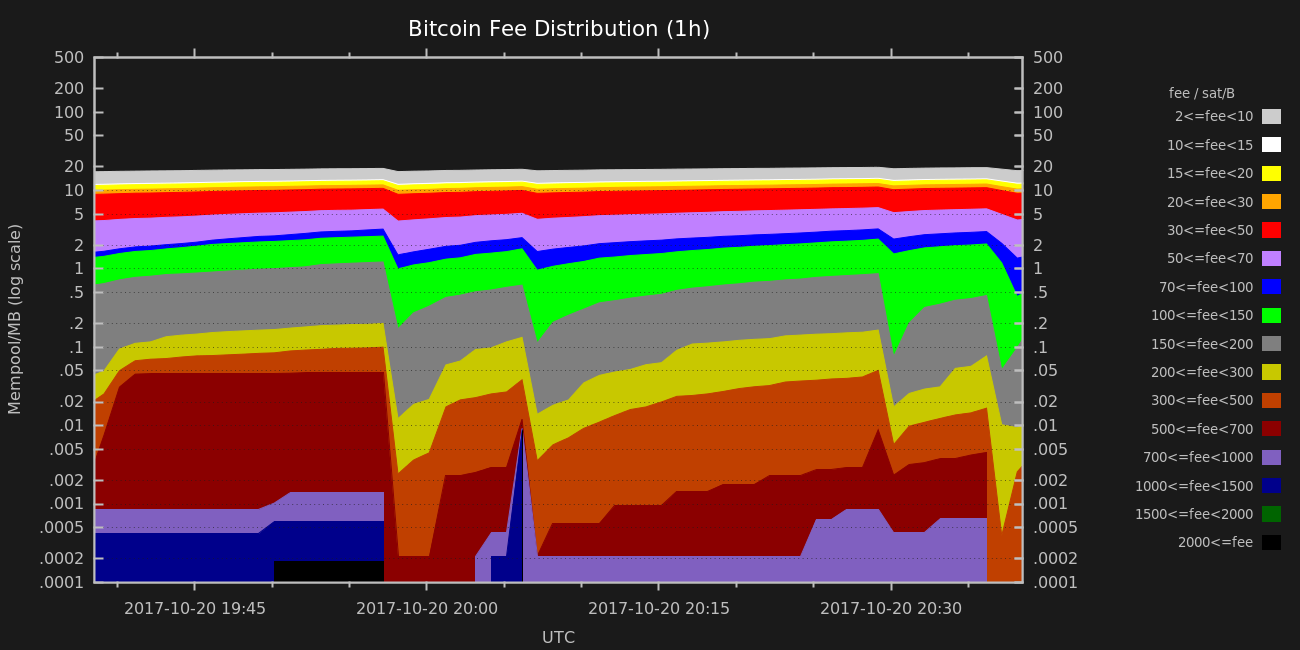 Bitcoin Fee Distribution (1h)
500
200
100
50
20
10
5
2
1
.5
.2
.1
.05
.02
.01
.005
.002
.001
.0005
.0002
.0001
Mempool/MB (log scale)
500
200
100
50
20
10
5
2
1
.5
.2
.1
.05
.02
.01
.005
.002
.001
.0005
.0002
.0001
2017-10-20 19:45
2017-10-20 20:00
2017-10-20 20:15
2017-10-20 20:30
UTC
fee / sat/B
2<=fee<10
10<=fee<15
15<=fee<20
20<=fee<30
30<=fee<50
50<=fee<70
70<=fee<100
100<=fee<150
150<=fee<200
200<=fee<300
300<=fee<500
500<=fee<700
700<=fee<1000
1000<=fee<1500
1500<=fee<2000
2000<=fee